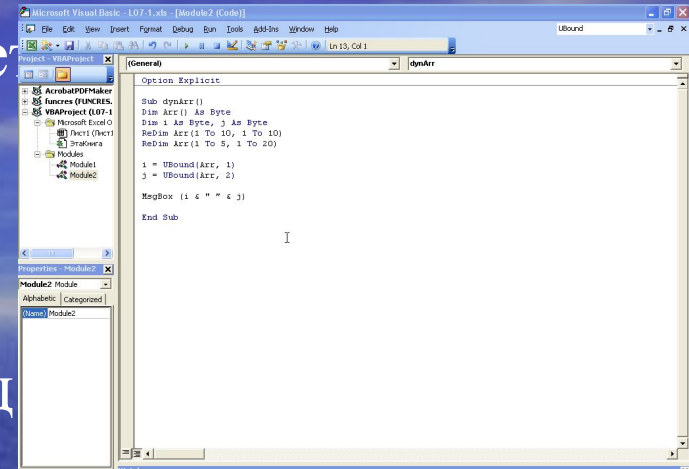 Microsoft Visual Basic - L07-1.xls - [Module2 (Code)]
File Edit View Insert Format Debug Run Tools Add-Ins Window Help
UBound
Ln 13, Col 1
Project - VBAProject
(General)
dynArr
AcrobatPDFMaker
funcres (FUNCRES.
VBAProject (L07-1
Microsoft Excel O
Лист1 (Лист1
ЭтаКнига
Modules
Module1
Module2
Option Explicit
Sub dynArr()
Dim Arr() As Byte
Dim i As Byte, j As Byte
ReDim Arr(1 To 10, 1 To 10)
ReDim Arr(1 To 5, 1 To 20)
i = UBound(Arr, 1)
j = UBound(Arr, 2)
MsgBox (i & " " & j)
End Sub
Properties - Module2
Module2 Module
Alphabetic Categorized
(Name) Module2